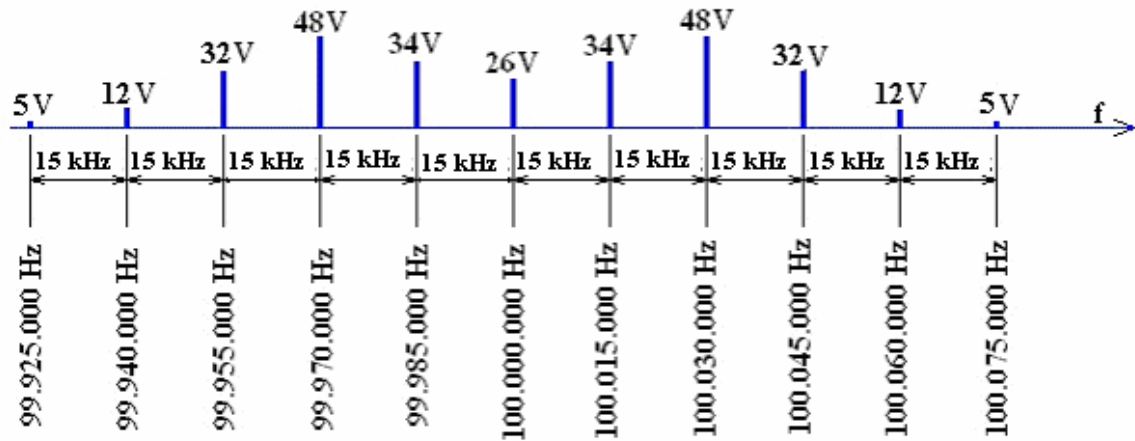 5V 12V 32V 48V 34V 26V 34V 48V 32V 12V 5V f
15 kHz 15 kHz 15 kHz 15 kHz 15 kHz 15 kHz 15 kHz 15 kHz 15 kHz 15 kHz
99.925.000 Hz
99.940.000 Hz
99.955.000 Hz
99.970.000 Hz
99.985.000 Hz
100.000.000 Hz
100.015.000 Hz
100.030.000 Hz
100.045.000 Hz
100.060.000 Hz
100.075.000 Hz